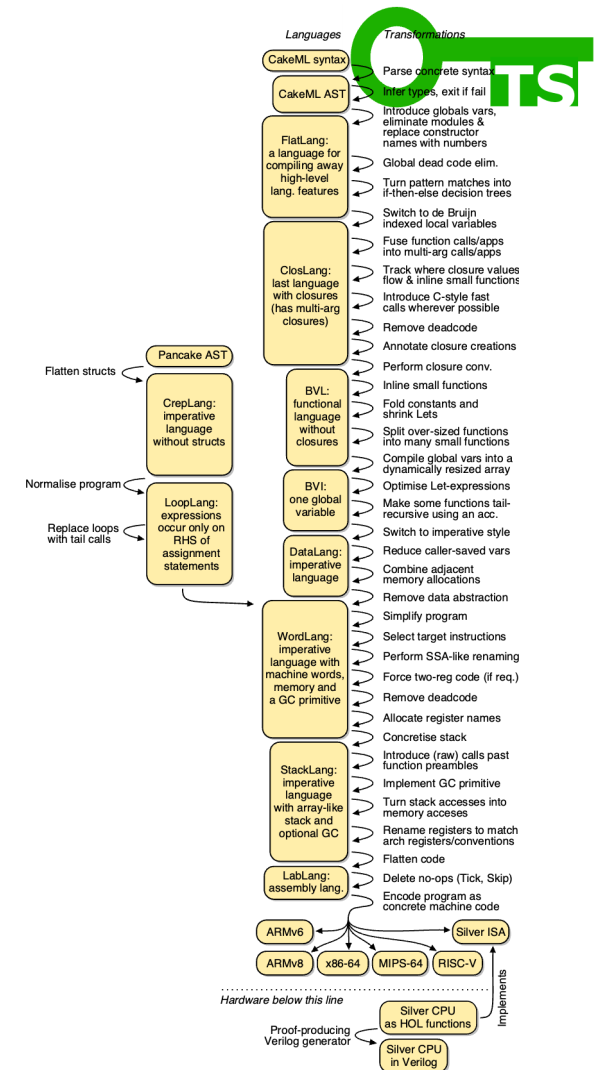 Languages
Transformations
TS
CakeML syntax
Parse concrete syntax
CakeML AST
Infer types, exit if fail
Introduce globals vars,
eliminate modules &
replace constructor
names with numbers
FlatLang:
a language for
compiling away
high-level
lang. features
Global dead code elim.
Turn pattern matches into
if-then-else decision trees
Switch to de Bruijn
indexed local variables
Fuse function calls/apps
into multi-arg calls/apps
ClosLang:
last language
with closures
(has multi-arg
closures)
Track where closure values
flow & inline small functions
Introduce C-style fast
calls wherever possible
Remove deadcode
Annotate closure creations
Perform closure conv.
Pancake AST
Flatten structs
CrepLang:
imperative
language
without structs
BVL:
functional
language
without
closures
Inline small functions
Fold constants and
shrink Lets
Split over-sized functions
into many small functions
Compile global vars into a
dynamically resized array
Normalise program
LoopLang:
expressions
occur only on
RHS of
assignment
statements
Replace loops
with tail calls
BVI:
one global
variable
Optimise Let-expressions
Make some functions tail-
recursive using an acc.
Switch to imperative style
DataLang:
imperative
language
Reduce caller-saved vars
Combine adjacent
memory allocations
Remove data abstraction
WordLang:
imperative
language with
machine words,
memory and
a GC primitive
Simplify program
Select target instructions
Perform SSA-like renaming
Force two-reg code (if req.)
Remove deadcode
Allocate register names
Concretise stack
StackLang:
imperative
language
with array-like
stack and
optional GC
Introduce (raw) calls past
function preambles
Implement GC primitive
Turn stack accesses into
memory acceses
Rename registers to match
arch registers/conventions
Flatten code
LabLang:
assembly lang.
Delete no-ops (Tick, Skip)
Encode program as
concrete machine code
ARMv6
Silver ISA
ARMv8
x86-64
MIPS-64
RISC-V
Hardware below this line
Implements
Silver CPU
as HOL functions
Proof-producing
Verilog generator
Silver CPU
in Verilog